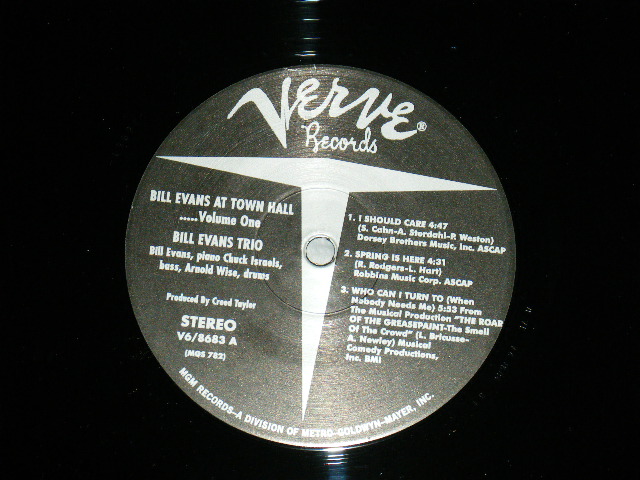 Verve®
Records
BILL EVANS AT TOWN HALL
.....Volume One
BILL EVANS TRIO
Bill Evans, piano Chuck Israels,
bass, Arnold Wise, drums
Produced By Creed Taylor
STEREO
V6/8683 A
(MGS 782)
1. I SHOULD CARE 4:47
(S. Cahn-A. Stordahl-P. Weston)
Dorsey Brothers Music, Inc. ASCAP
2. SPRING IS HERE 4:31
(R. Rodgers-L. Hart)
Robbins Music Corp. ASCAP
3. WHO CAN I TURN TO (When
Nobody Needs Me) 5:53 From
The Musical Production "THE ROAR
OF THE GREASEPAINT-The Smell
Of The Crowd" (L. Bricusse-
A. Newley) Musical
Comedy Productions,
Inc. BMI
MGM RECORDS-A DIVISION OF METRO-GOLDWYN-MAYER, INC.